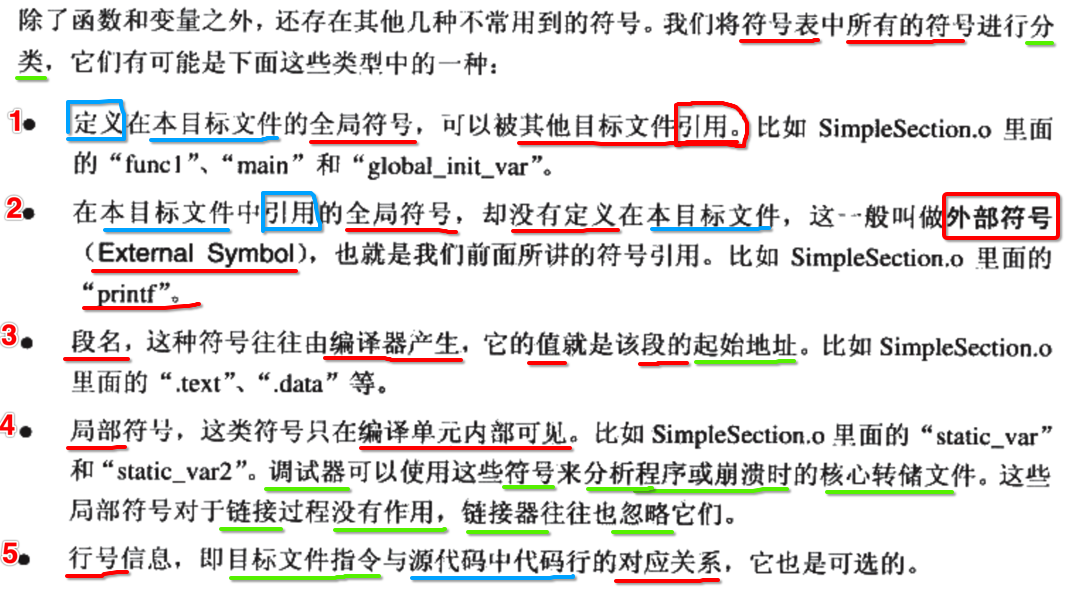 除了函数和变量之外，还存在其他几种不常用到的符号。我们将符号表中所有的符号进行分
类，它们有可能是下面这些类型中的一种：
1● 定义在本目标文件的全局符号，可以被其他目标文件引用。比如 SimpleSection.o 里面
的“func1”、“main”和“global_init_var”。
2● 在本目标文件中引用的全局符号，却没有定义在本目标文件，这一般叫做外部符号
（External Symbol），也就是我们前面所讲的符号引用。比如 SimpleSection.o 里面的
“printf”。
3● 段名，这种符号往往由编译器产生，它的值就是该段的起始地址。比如 SimpleSection.o
里面的“.text”、“.data”等。
4● 局部符号，这类符号只在编译单元内部可见。比如 SimpleSection.o 里面的“static_var”
和“static_var2”。调试器可以使用这些符号来分析程序或崩溃时的核心转储文件。这些
局部符号对于链接过程没有作用，链接器往往也忽略它们。
5● 行号信息，即目标文件指令与源代码中代码行的对应关系，它也是可选的。